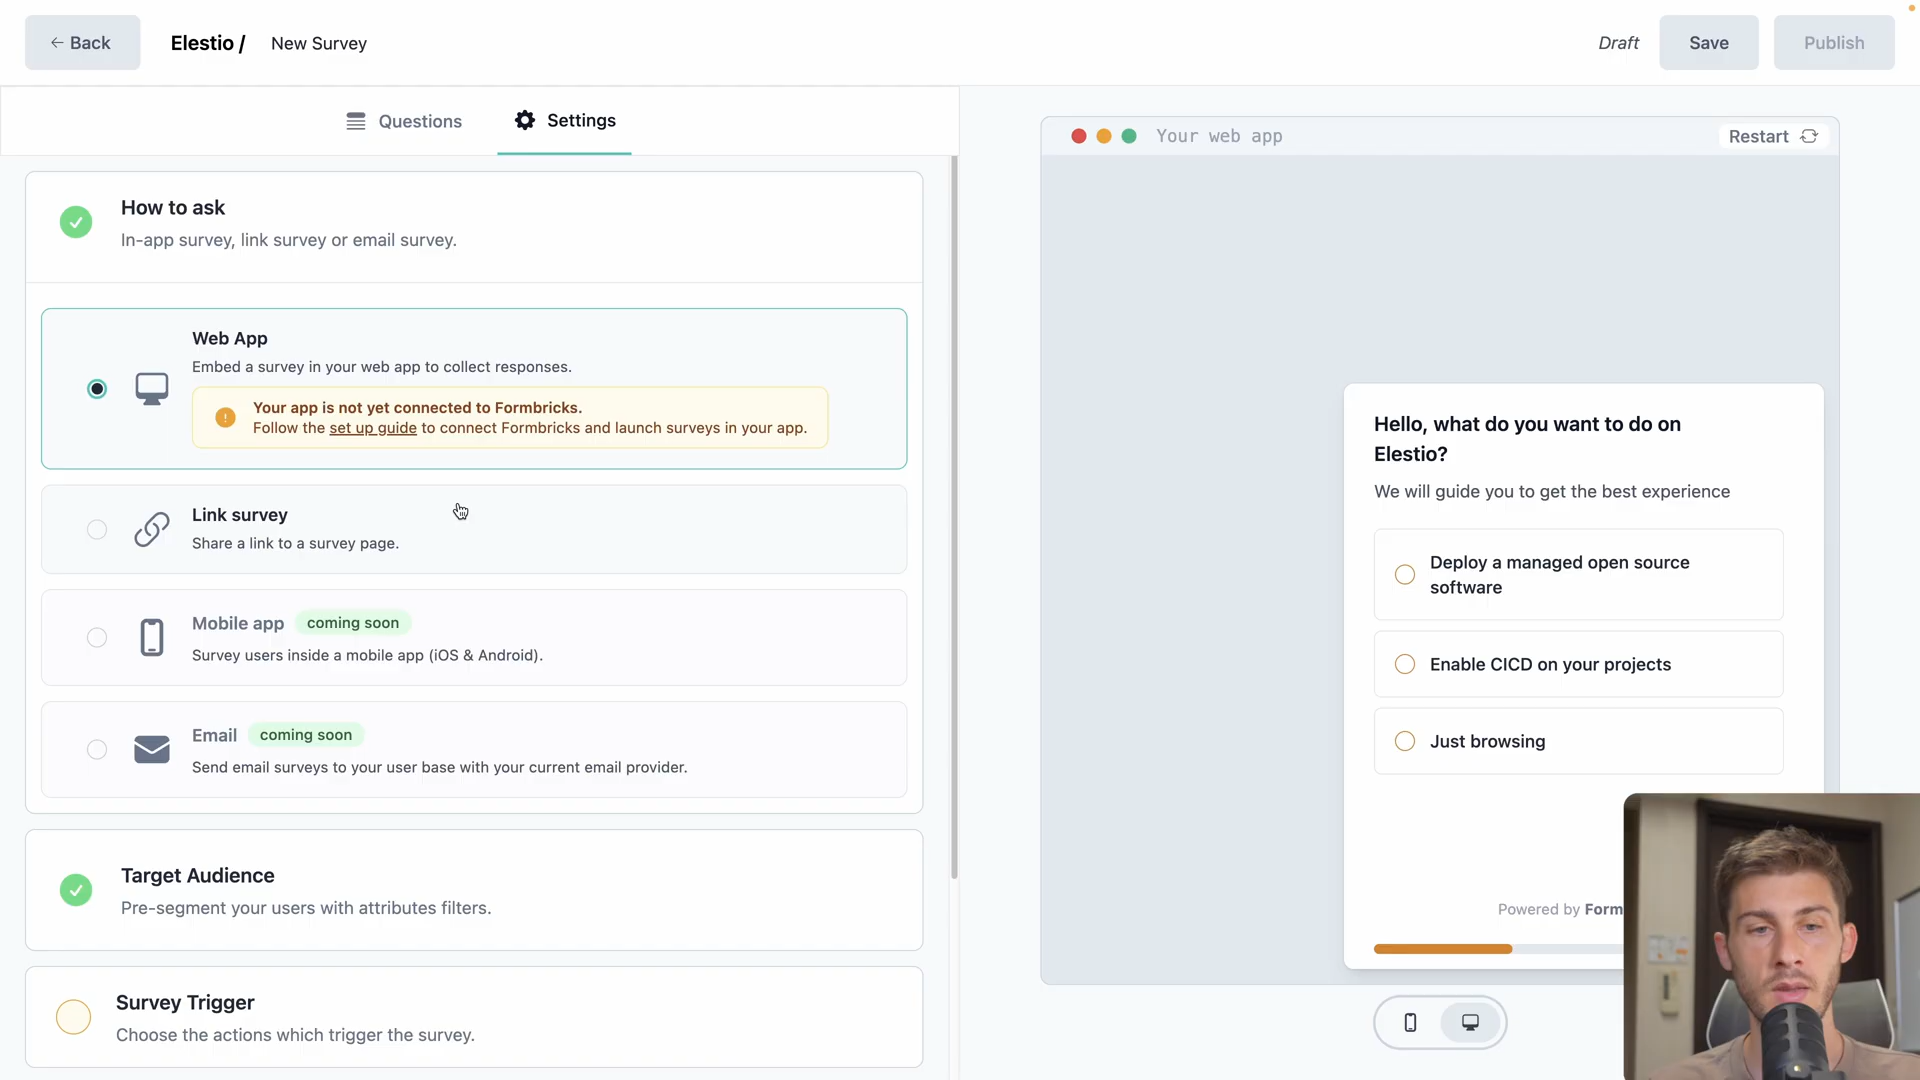 ← Back
Elestio /
New Survey
Draft
Save
Publish
Questions
Settings
How to ask
In-app survey, link survey or email survey.
Web App
Embed a survey in your web app to collect responses.
Your app is not yet connected to Formbricks.
Follow the set up guide to connect Formbricks and launch surveys in your app.
Link survey
Share a link to a survey page.
Mobile app coming soon
Survey users inside a mobile app (iOS & Android).
Email coming soon
Send email surveys to your user base with your current email provider.
Target Audience
Pre-segment your users with attributes filters.
Survey Trigger
Choose the actions which trigger the survey.
Your web app
Restart
Hello, what do you want to do on
Elestio?
We will guide you to get the best experience
Deploy a managed open source
software
Enable CICD on your projects
Just browsing
Powered by Form